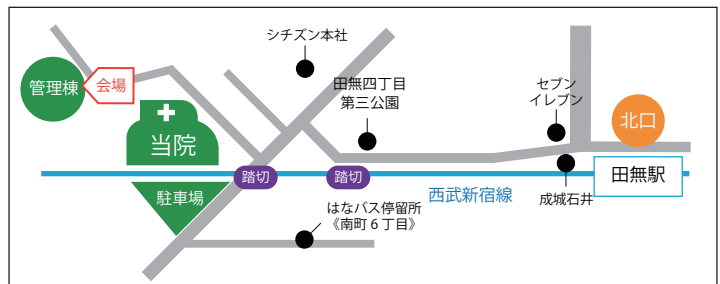 シチズン本社
管理棟
会場
田無四丁目
第三公園
セブン
イレブン
北口
当院
踏切
踏切
田無駅
駐車場
西武新宿線
成城石井
はなバス停留所
《南町6丁目》